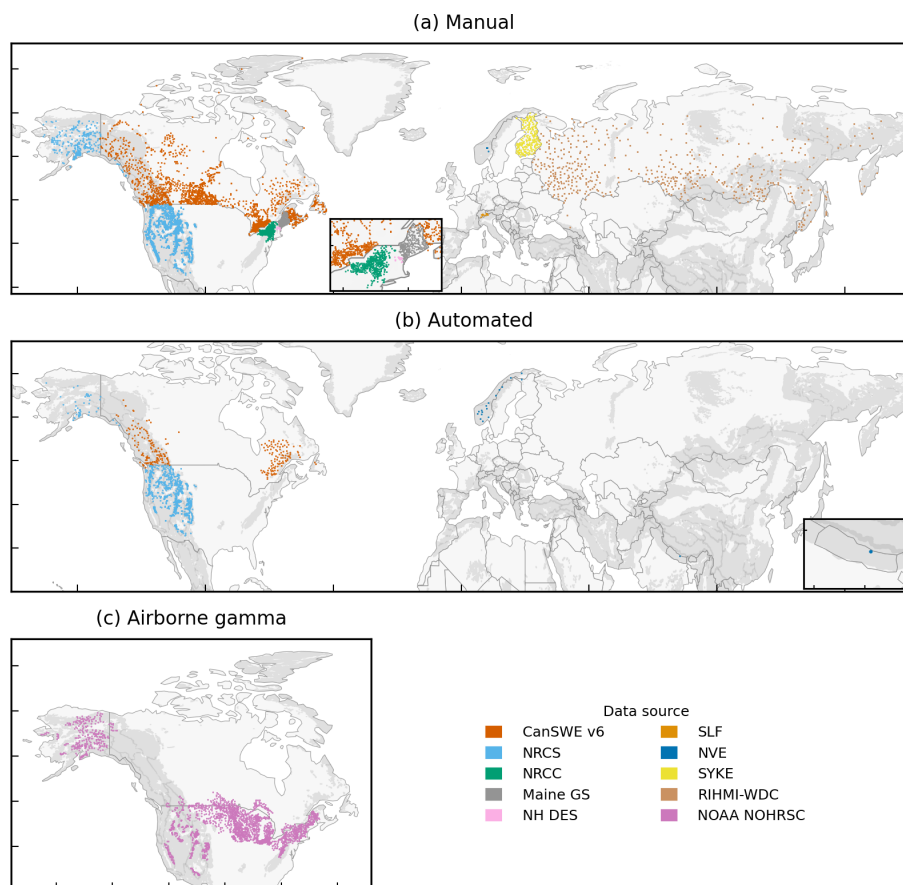 (a) Manual
(b) Automated
(c) Airborne gamma
Data source
CanSWE v6
NRCS
NRCC
Maine GS
NH DES
SLF
NVE
SYKE
RIHMI-WDC
NOAA NOHRSC